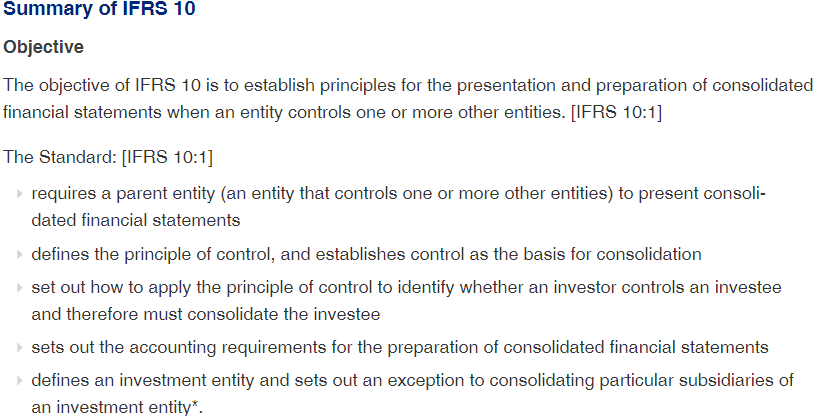 Summary of IFRS 10
Objective
The objective of IFRS 10 is to establish principles for the presentation and preparation of consolidated
financial statements when an entity controls one or more other entities. [IFRS 10:1]
The Standard: [IFRS 10:1]
requires a parent entity (an entity that controls one or more other entities) to present consoli-
dated financial statements
defines the principle of control, and establishes control as the basis for consolidation
set out how to apply the principle of control to identify whether an investor controls an investee
and therefore must consolidate the investee
sets out the accounting requirements for the preparation of consolidated financial statements
defines an investment entity and sets out an exception to consolidating particular subsidiaries of
an investment entity*.